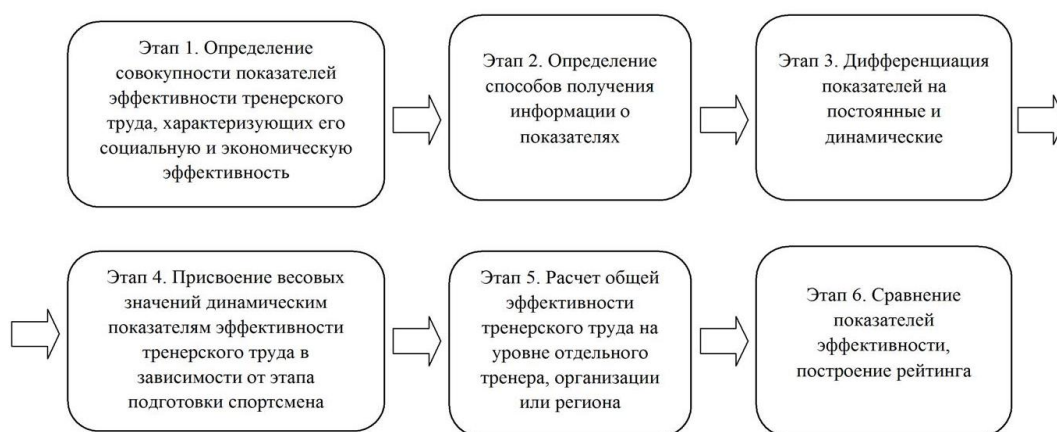 Этап 1. Определение
совокупности показателей
эффективности тренерского
труда, характеризующих его
социальную и экономическую
эффективность
Этап 2. Определение
способов получения
информации о
показателях
Этап 3. Дифференциация
показателей на
постоянные и
динамические
Этап 4. Присвоение весовых
значений динамическим
показателям эффективности
тренерского труда в
зависимости от этапа
подготовки спортсмена
Этап 5. Расчет общей
эффективности
тренерского труда на
уровне отдельного
тренера, организации
или региона
Этап 6. Сравнение
показателей
эффективности,
построение рейтинга